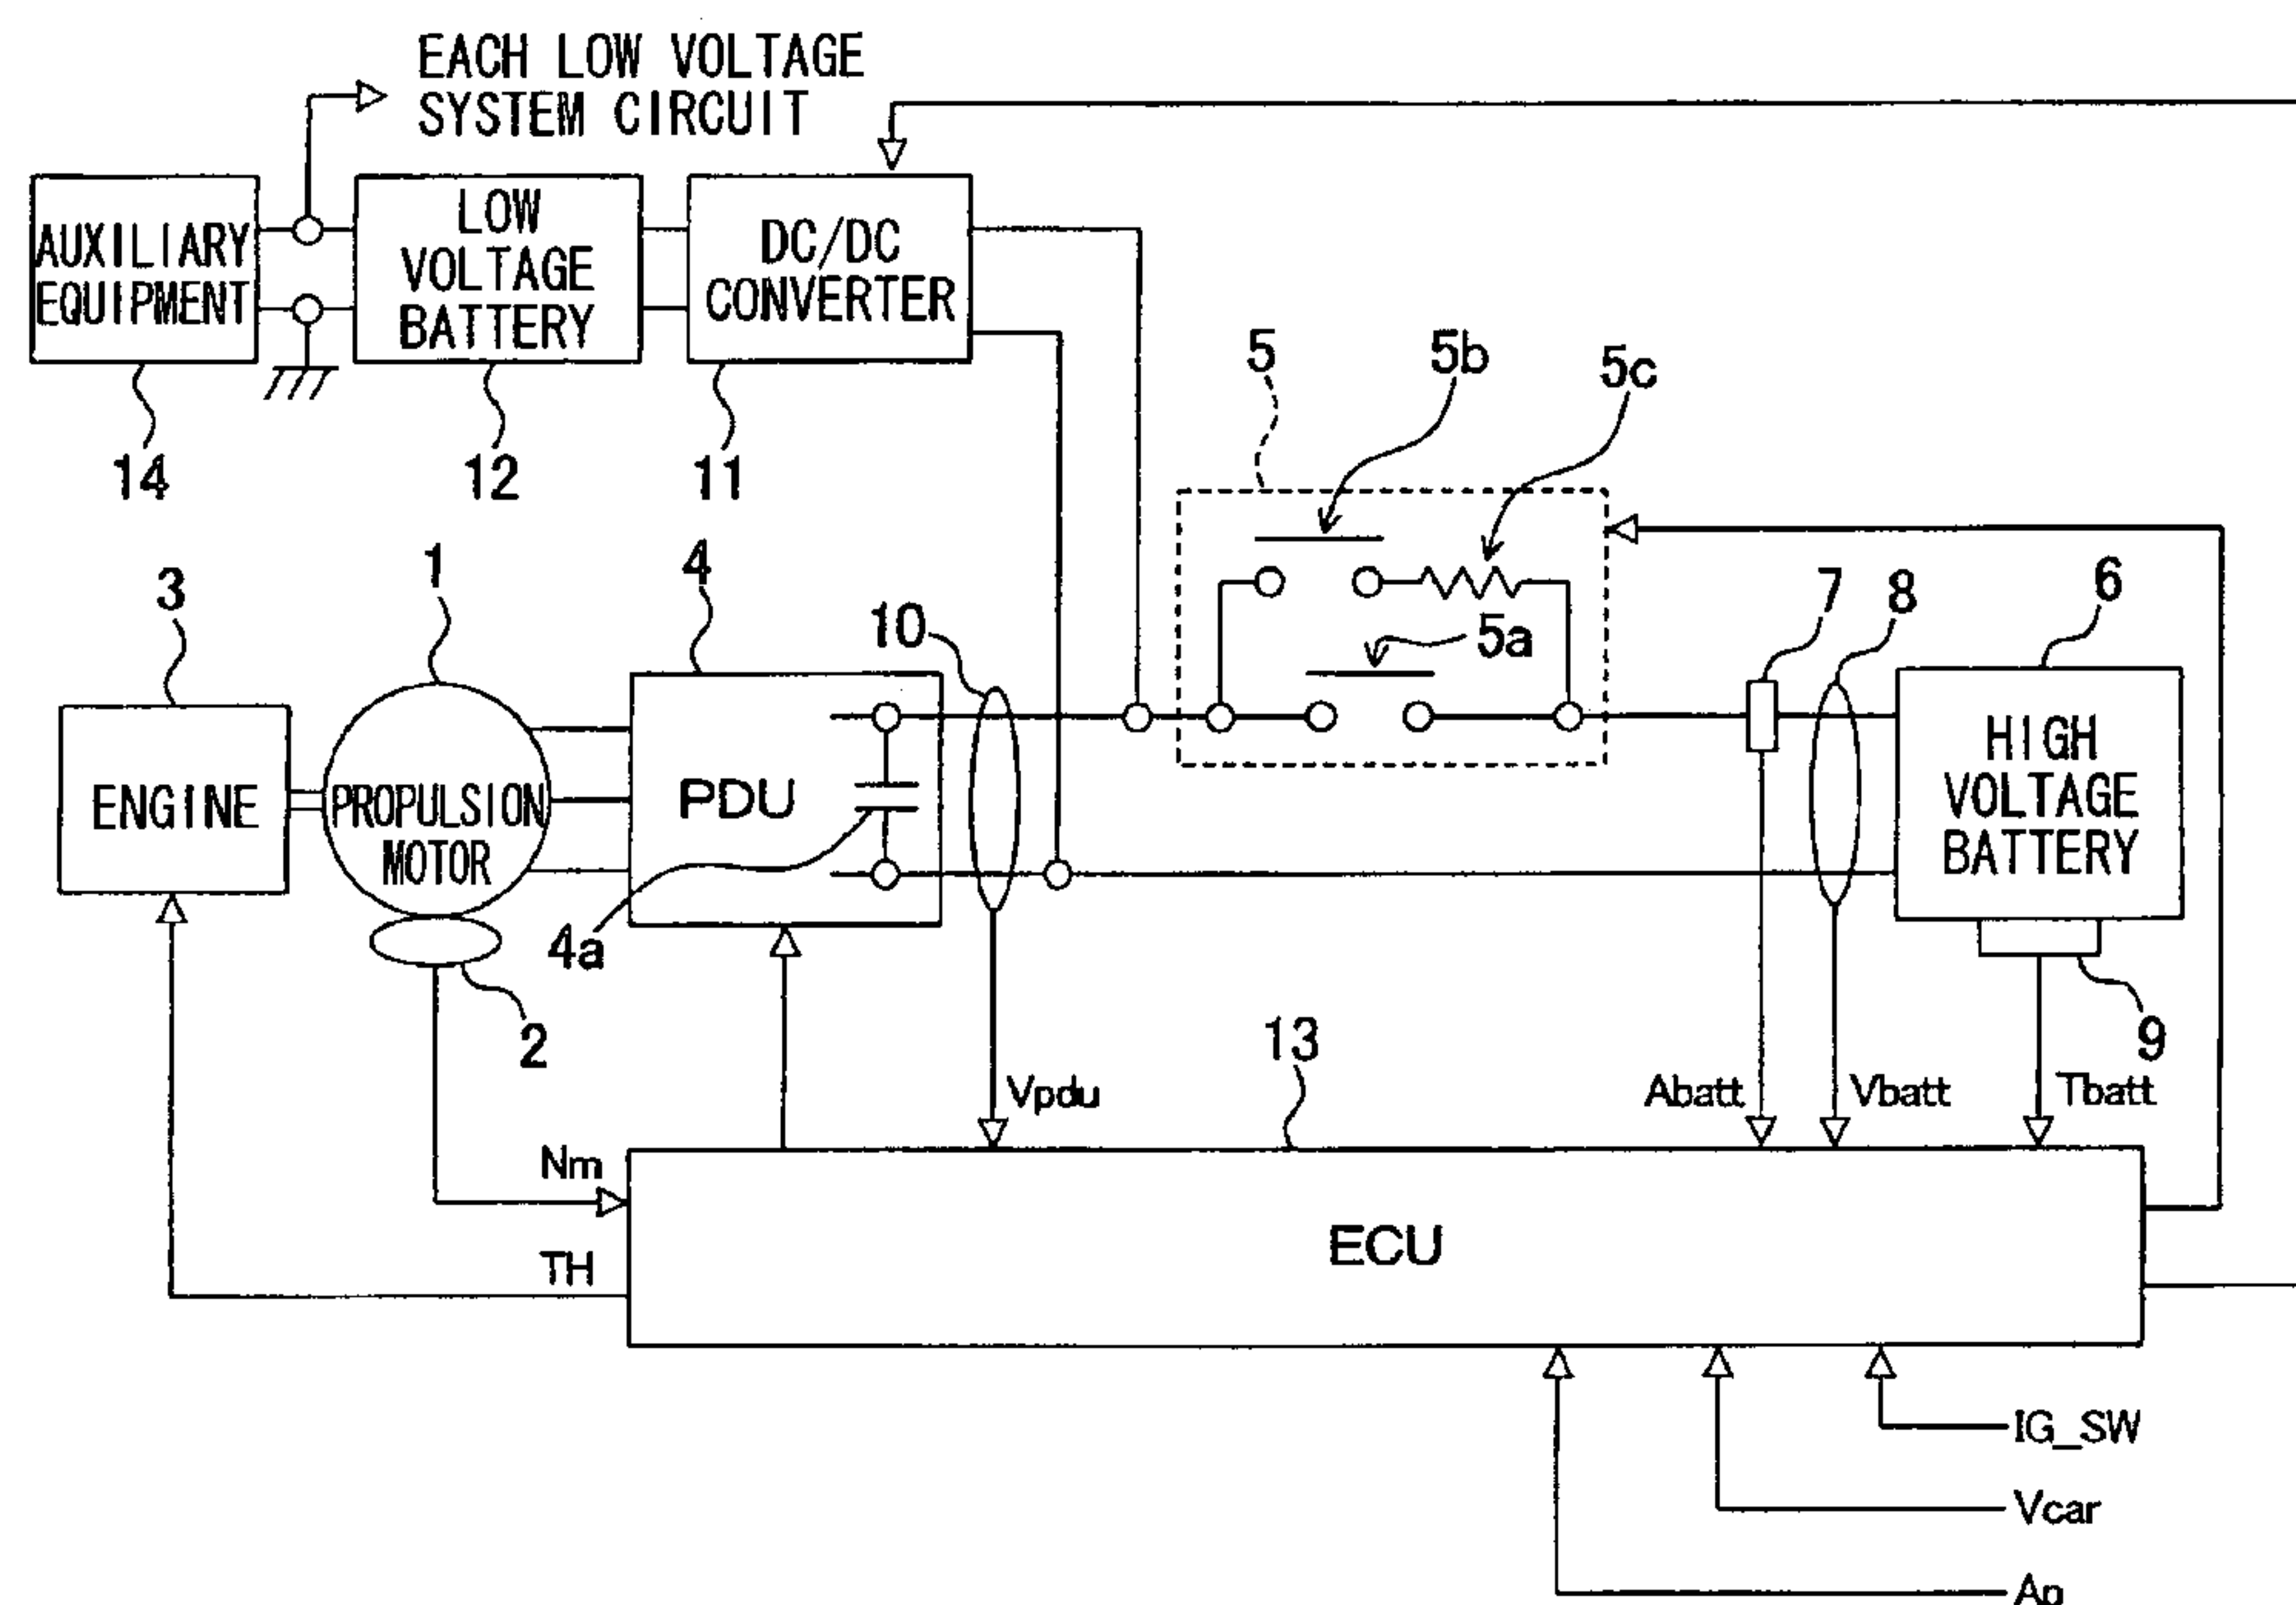 EACH LOW VOLTAGE
SYSTEM CIRCUIT
AUXILIARY
EQUIPMENT
LOW
VOLTAGE
BATTERY
DC/DC
CONVERTER
14
12
11
5
5b
5c
5a
3
1
4
10
7
8
6
ENGINE
PROPULSION
MOTOR
PDU
HIGH
VOLTAGE
BATTERY
4a
2
13
9
Vpdu
Abatt
Vbatt
Tbatt
Nm
TH
ECU
IG_SW
Vcar
Ap